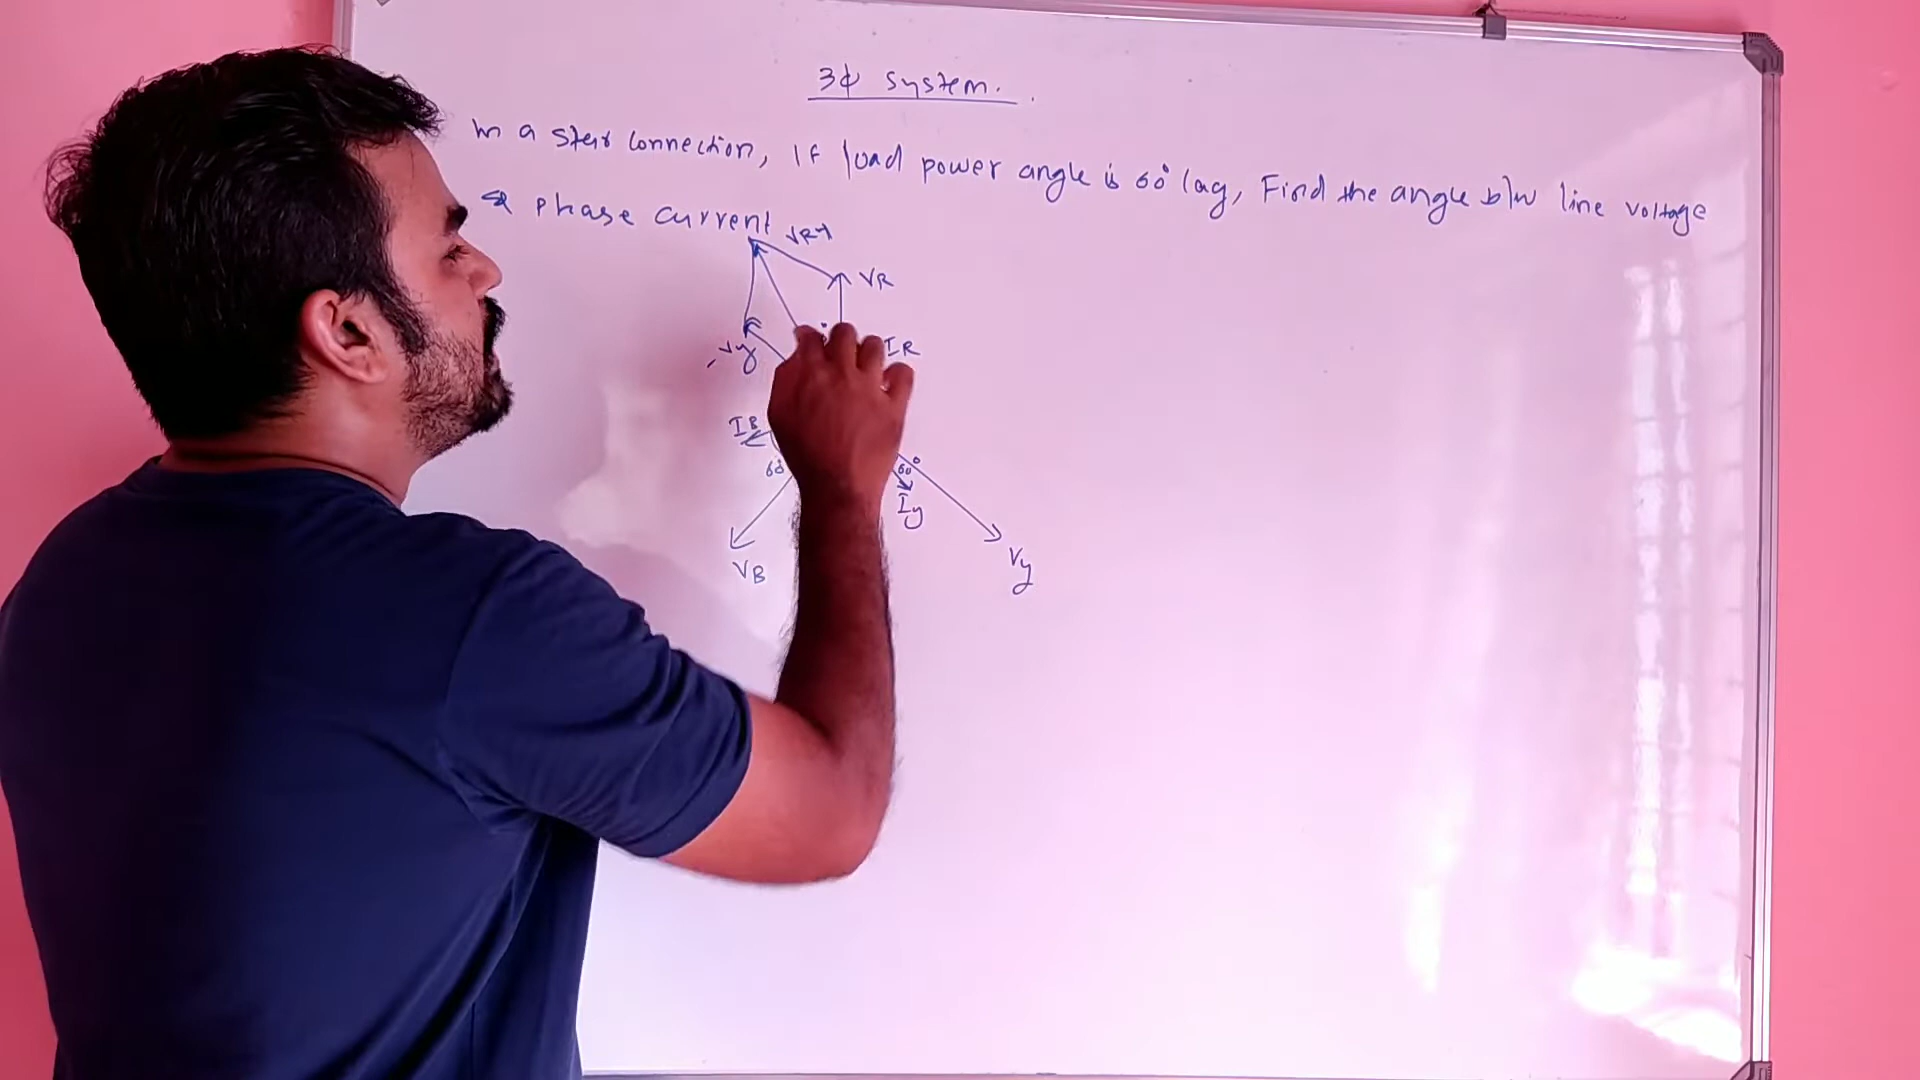 3ϕ system.
In a star connection, If load power angle is 60° lag, Find the angle b/w line voltage
& phase current
VRY
VR
-Vy
IR
IB
60°
60°
Iy
VB
Vy